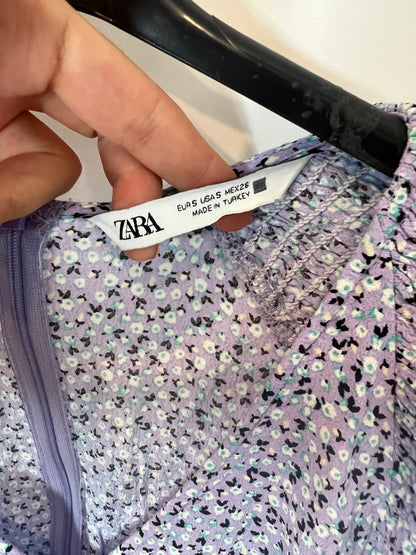 ZARA
EUR S USA S MEX 26
MADE IN TURKEY